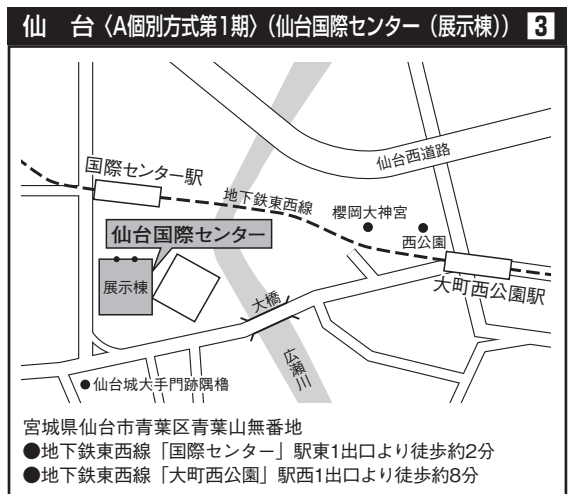 仙 台〈A個別方式第1期〉(仙台国際センター(展示棟)) 3
仙台西道路
国際センター駅
地下鉄東西線
櫻岡大神宮
西公園
仙台国際センター
大町西公園駅
展示棟
大橋
広瀬川
●仙台城大手門跡隅櫓
宮城県仙台市青葉区青葉山無番地
●地下鉄東西線「国際センター」駅東1出口より徒歩約2分
●地下鉄東西線「大町西公園」駅西1出口より徒歩約8分